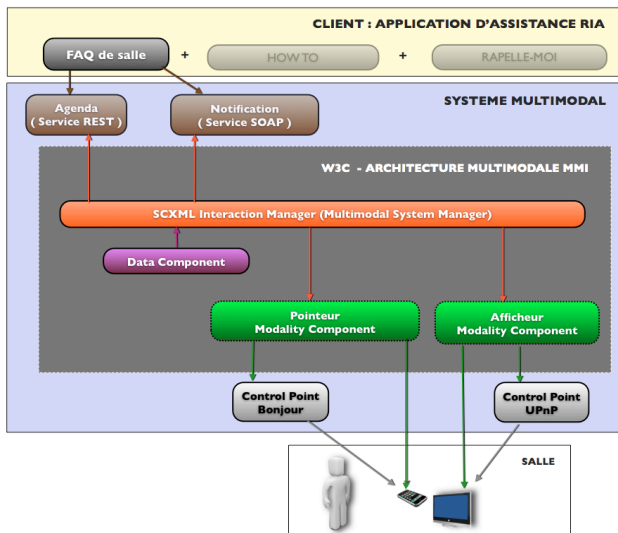 CLIENT : APPLICATION D'ASSISTANCE RIA
FAQ de salle
+
HOW TO
+
RAPELLE-MOI
SYSTEME MULTIMODAL
Agenda
( Service REST )
Notification
( Service SOAP )
W3C - ARCHITECTURE MULTIMODALE MMI
SCXML Interaction Manager (Multimodal System Manager)
Data Component
Pointeur
Modality Component
Afficheur
Modality Component
Control Point
Bonjour
Control Point
UPnP
SALLE